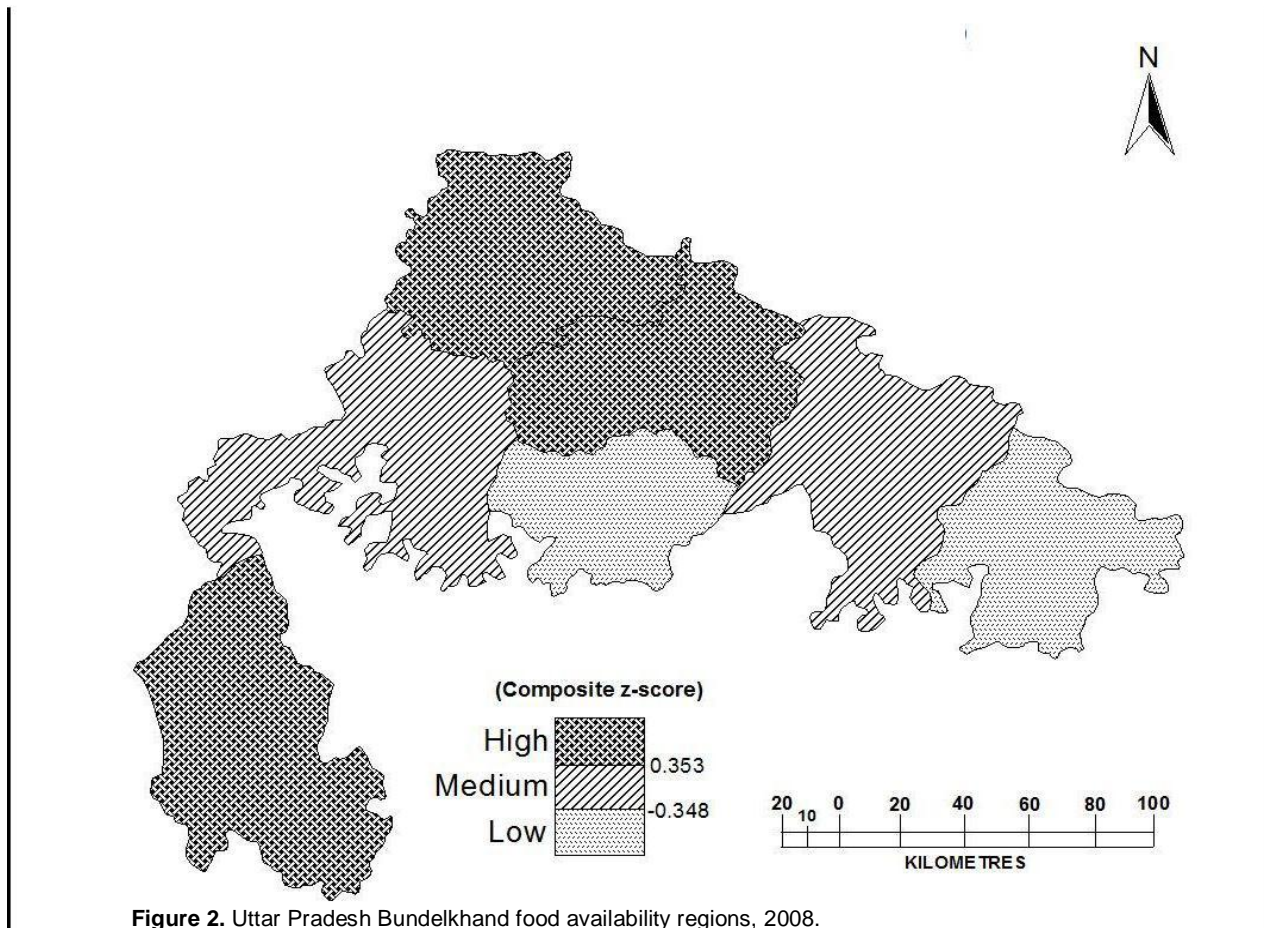 N
(Composite z-score)
High
0.353
Medium
-0.348
Low
20 10 0 20 40 60 80 100
KILOMETRES
Figure 2. Uttar Pradesh Bundelkhand food availability regions, 2008.